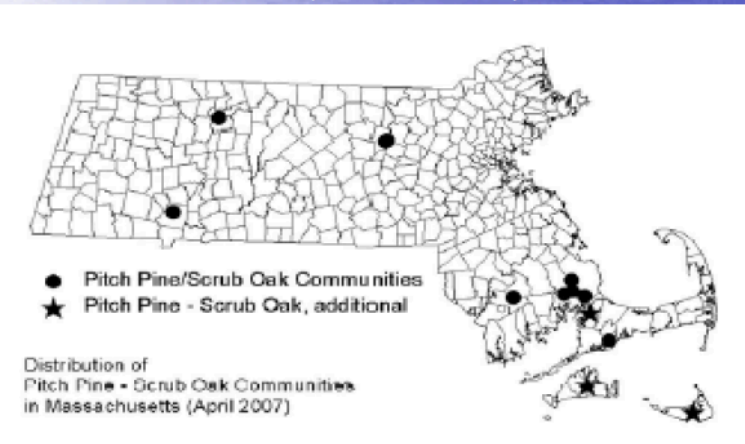 Pitch Pine/Scrub Oak Communities
Pitch Pine - Scrub Oak, additional
Distribution of
Pitch Pine - Scrub Oak Communities
in Massachusetts (April 2007)